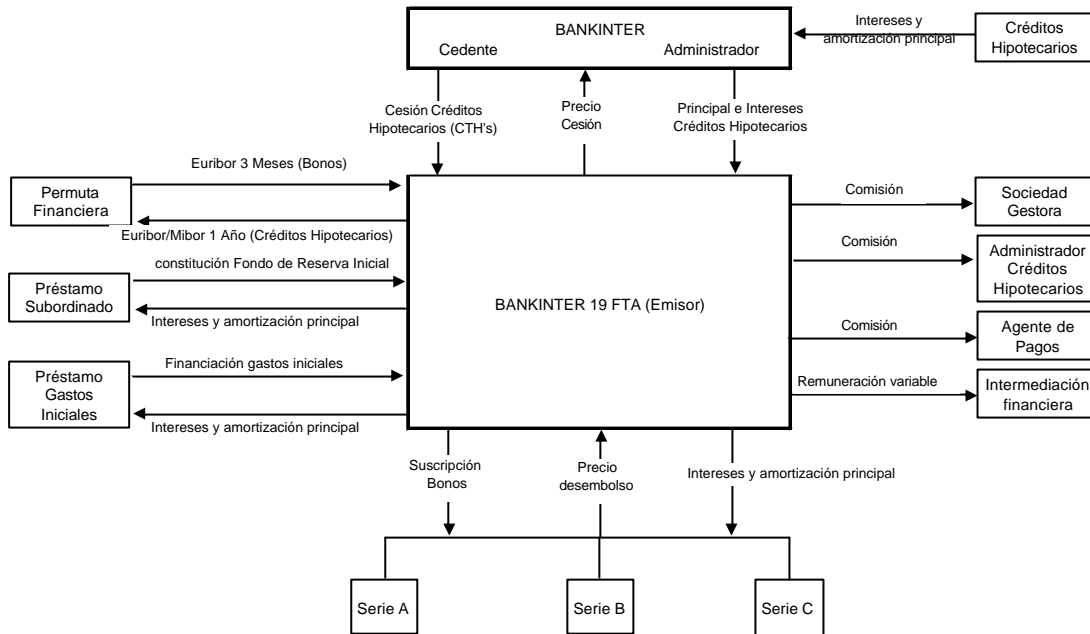 BANKINTER
Cedente
Administrador
Intereses y
amortización principal
Créditos
Hipotecarios
Cesión Créditos
Hipotecarios (CTH's)
Precio
Cesión
Principal e Intereses
Créditos Hipotecarios
Permuta
Financiera
Euribor 3 Meses (Bonos)
Euribor/Mibor 1 Año (Créditos Hipotecarios)
Préstamo
Subordinado
constitución Fondo de Reserva Inicial
Intereses y amortización principal
Préstamo
Gastos
Iniciales
Financiación gastos iniciales
Intereses y amortización principal
BANKINTER 19 FTA (Emisor)
Comisión
Sociedad
Gestora
Comisión
Administrador
Créditos
Hipotecarios
Comisión
Agente de
Pagos
Remuneración variable
Intermediación
financiera
Suscripción
Bonos
Precio
desembolso
Intereses y amortización principal
Serie A
Serie B
Serie C